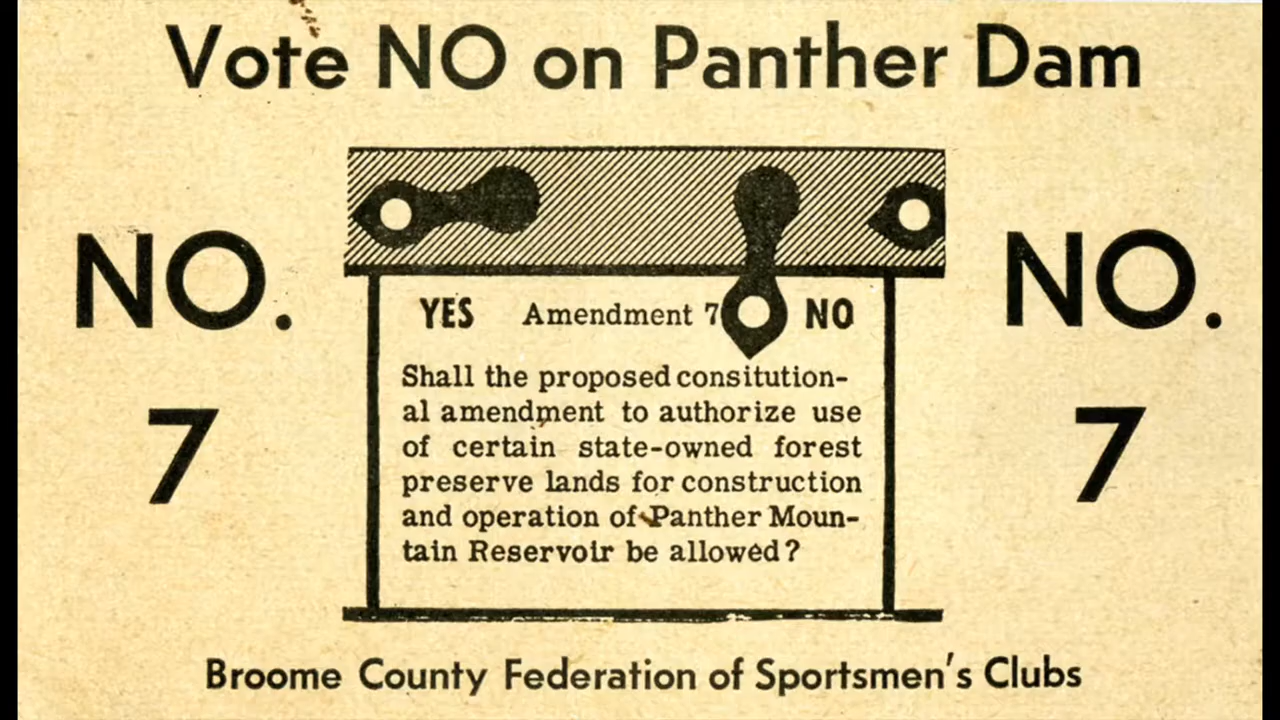 Vote NO on Panther Dam
NO.
7
YES Amendment 7 NO
Shall the proposed consitution-
al amendment to authorize use
of certain state-owned forest
preserve lands for construction
and operation of Panther Moun-
tain Reservoir be allowed?
NO.
7
Broome County Federation of Sportsmen's Clubs